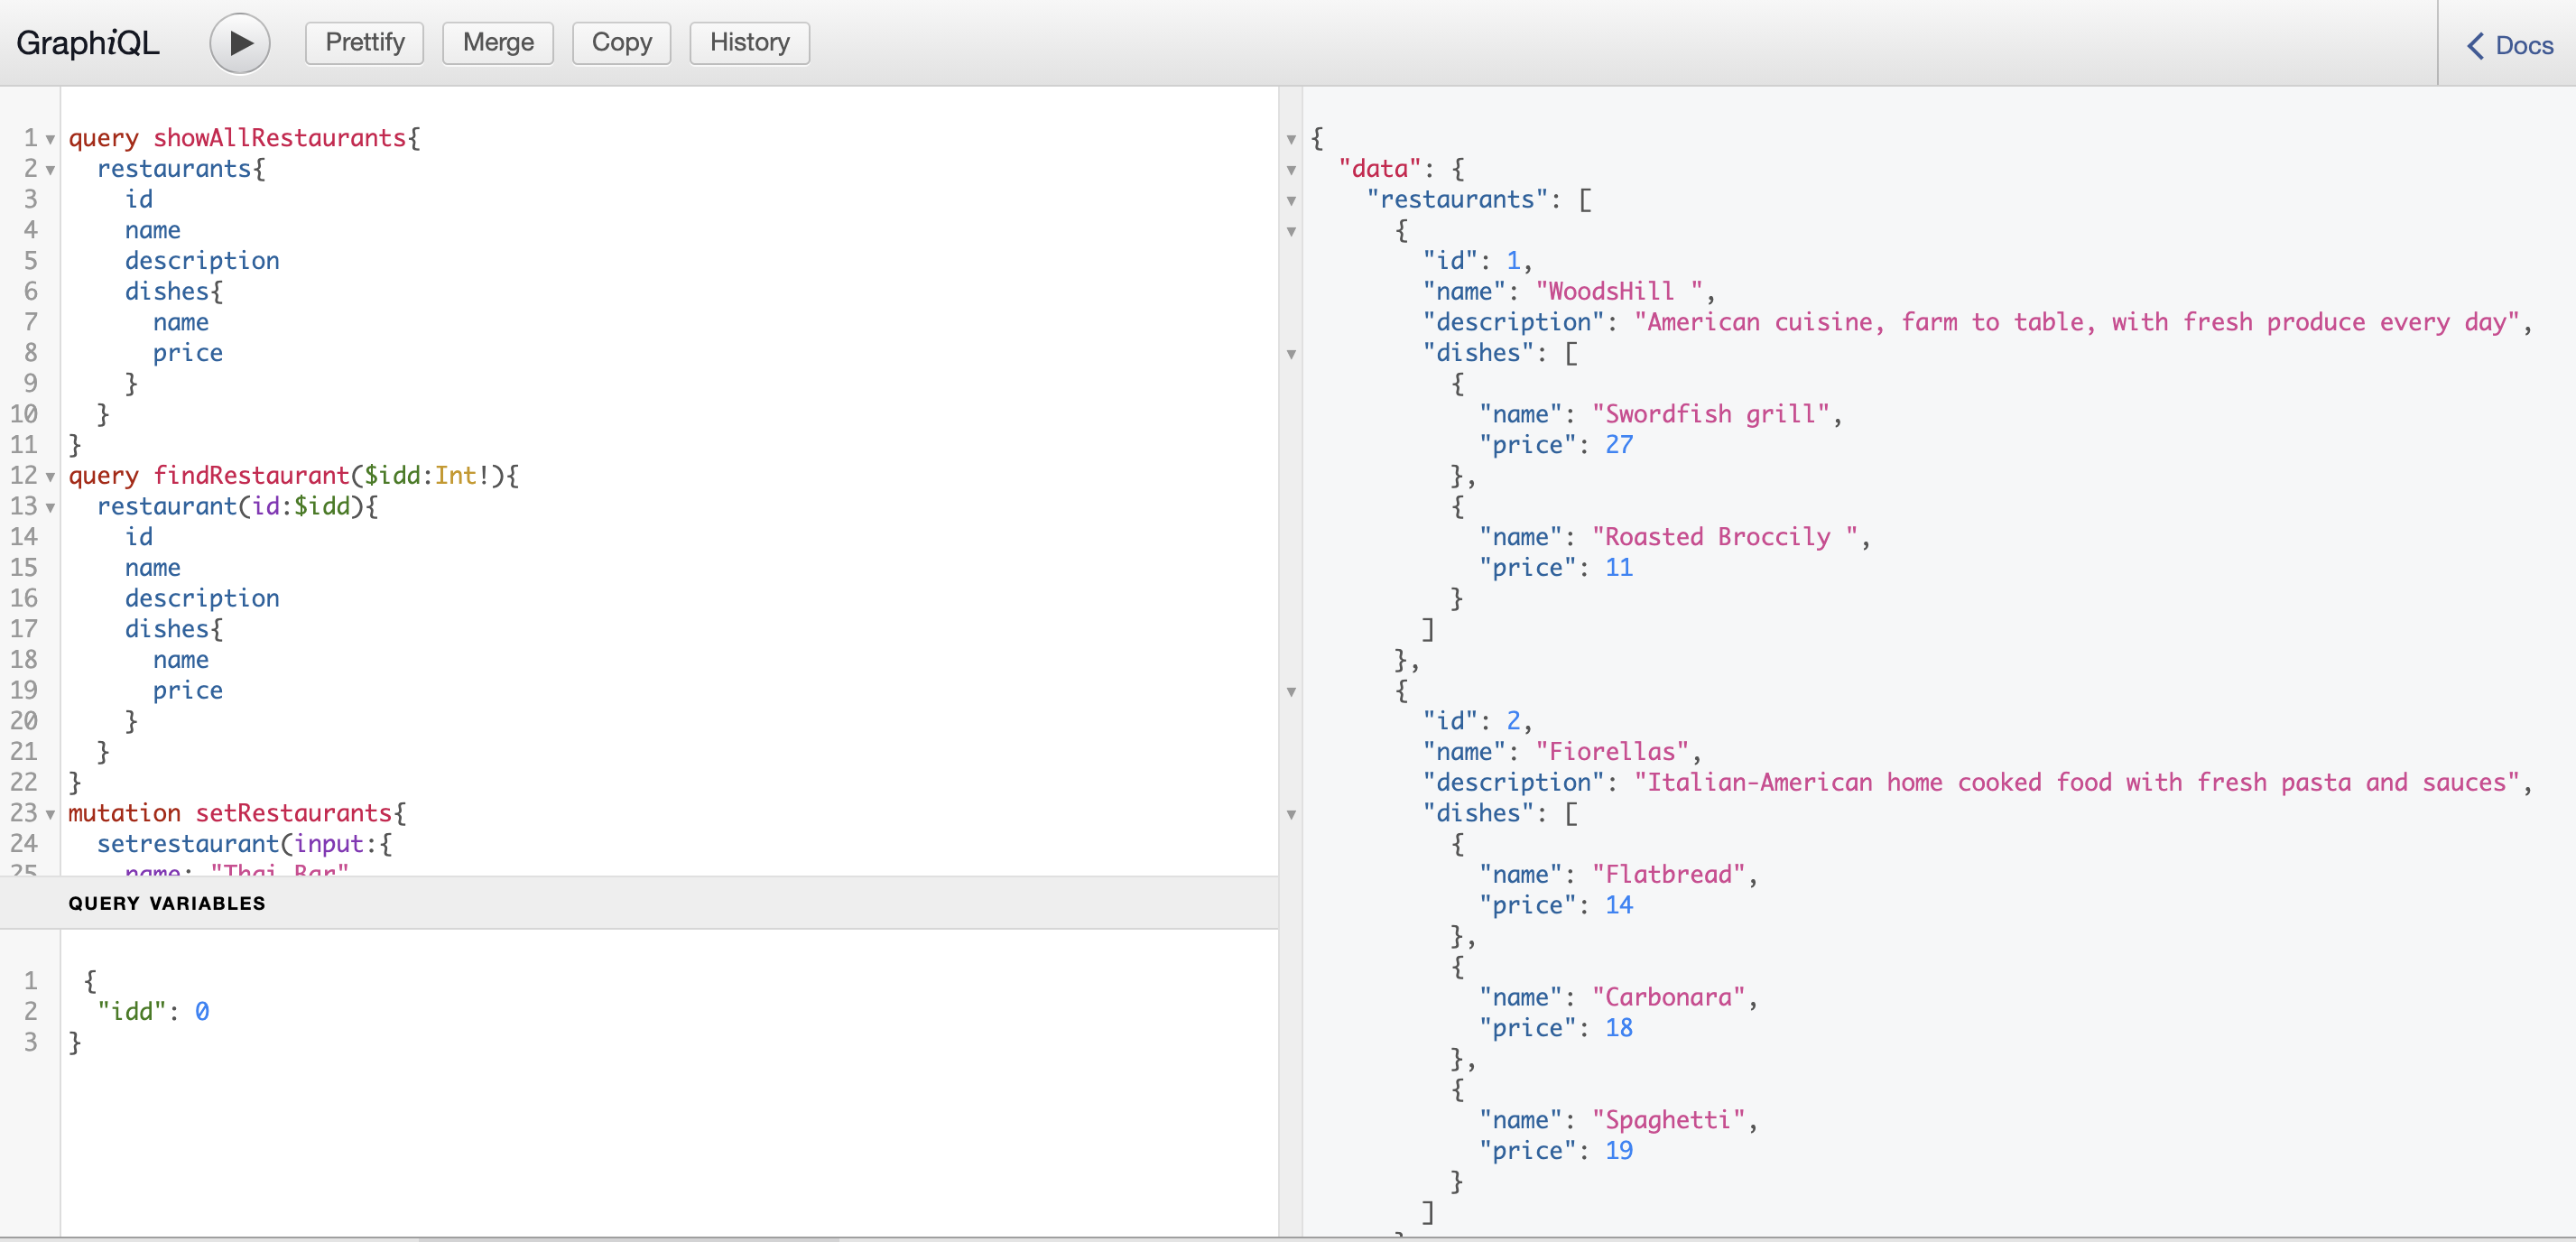 GraphiQL
Prettify
Merge
Copy
History
Docs
1 query showAllRestaurants{
2   restaurants{
3     id
4     name
5     description
6     dishes{
7       name
8       price
9     }
10   }
11 }
12 query findRestaurant($idd:Int!){
13   restaurant(id:$idd){
14     id
15     name
16     description
17     dishes{
18       name
19       price
20     }
21   }
22 }
23 mutation setRestaurants{
24   setrestaurant(input:{
25     name: "Thai Bar"
QUERY VARIABLES
1  {
2   "idd": 0
3 }
{
  "data": {
    "restaurants": [
      {
        "id": 1,
        "name": "WoodsHill ",
        "description": "American cuisine, farm to table, with fresh produce every day",
        "dishes": [
          {
            "name": "Swordfish grill",
            "price": 27
          },
          {
            "name": "Roasted Broccily ",
            "price": 11
          }
        ]
      },
      {
        "id": 2,
        "name": "Fiorellas",
        "description": "Italian-American home cooked food with fresh pasta and sauces",
        "dishes": [
          {
            "name": "Flatbread",
            "price": 14
          },
          {
            "name": "Carbonara",
            "price": 18
          },
          {
            "name": "Spaghetti",
            "price": 19
          }
        ]